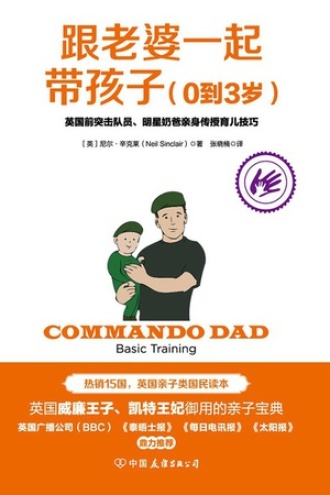 跟老婆一起
带孩子（0到3岁）
英国前突击队员、明星奶爸亲身传授育儿技巧
［英］尼尔·辛克莱（Neil Sinclair）著 张晓楠 译
COMMANDO DAD
Basic Training
热销15国，英国亲子类国民读本
英国威廉王子、凯特王妃御用的亲子宝典
英国广播公司（BBC）《泰晤士报》《每日电讯报》《太阳报》
鼎力推荐
中国友谊出版公司